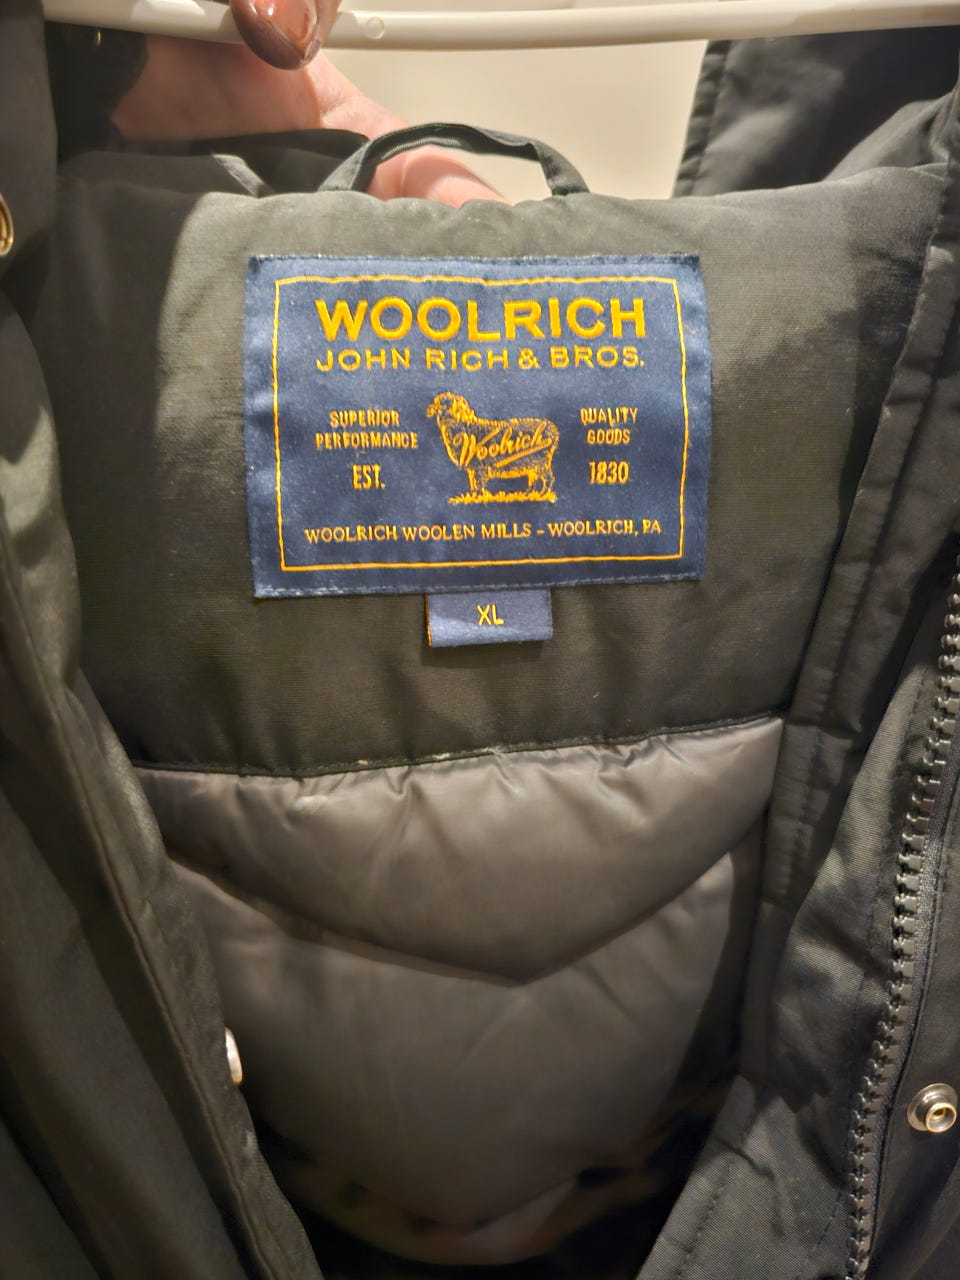 WOOLRICH
JOHN RICH & BROS.
SUPERIOR PERFORMANCE
QUALITY GOODS
Woolrich
EST. 1830
WOOLRICH WOOLEN MILLS - WOOLRICH, PA
XL